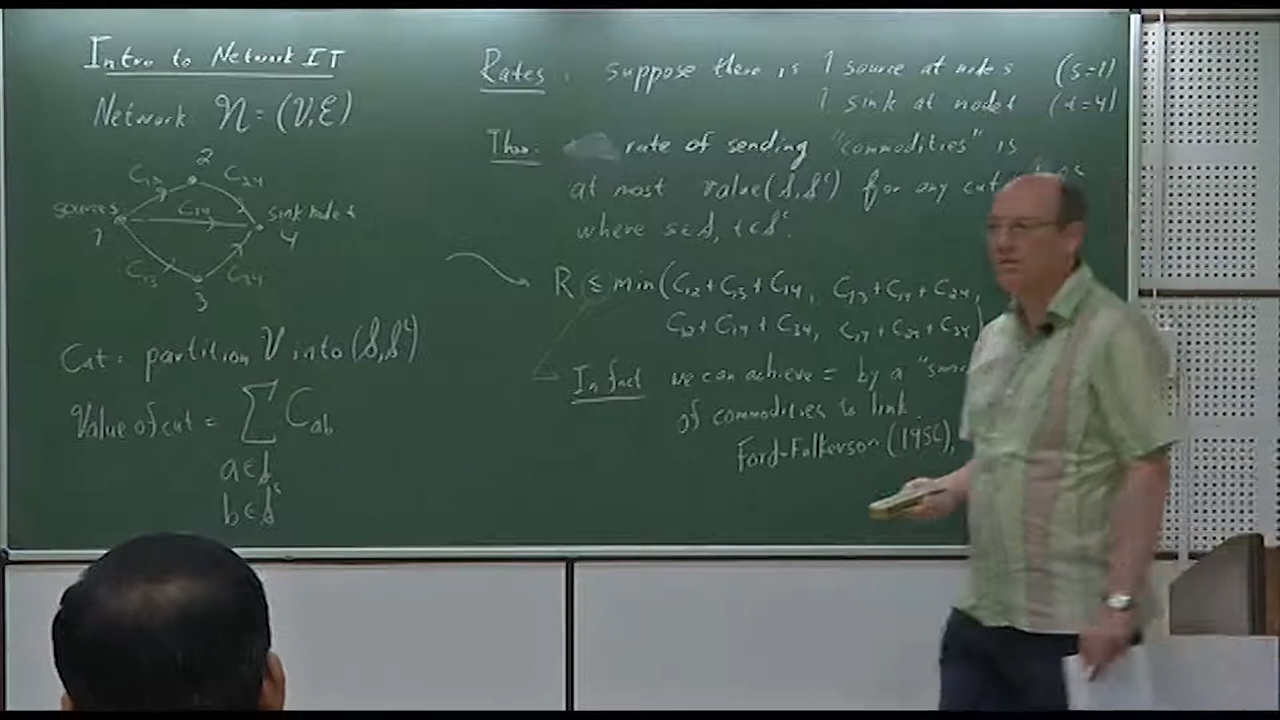 Intro to Network IT
Network N = (V,E)
2
C12 C24
source s C14 sink node t
1 4
C13 C34
3
Cut: partition V into (S,S^c)
Value of cut = Σ C_ab
a∈S
b∈S^c
Rates: suppose there is 1 source at node s (s=1)
1 sink at node t (t=4)
Thm: rate of sending "commodities" is
at most value(S,S^c) for any cut
where s∈S, t∈S^c.
R ≤ min(C12 + C13 + C14, C13 + C14 + C24,
C12 + C14 + C34, C14 + C24 + C34)
In fact we can achieve = by a
of commodities to link.
Ford-Fulkerson (1956),